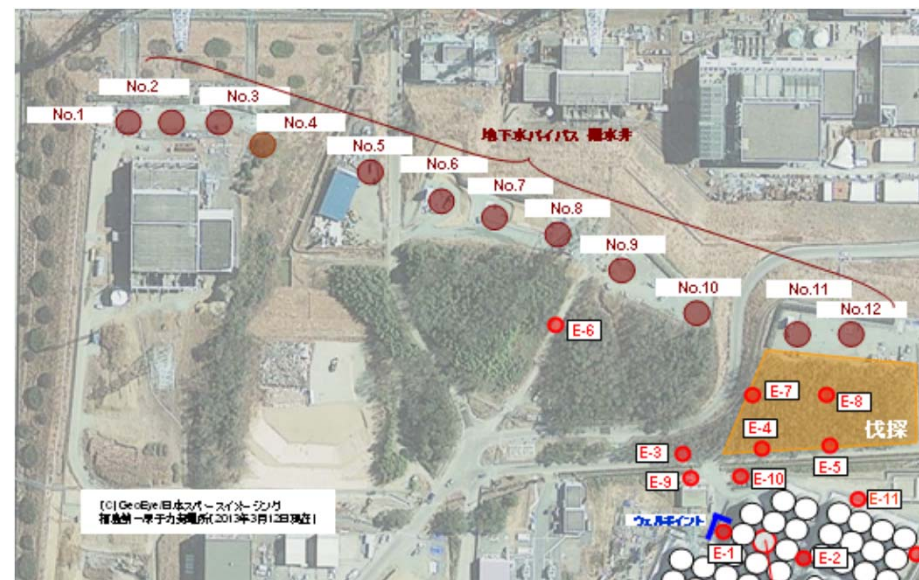 No.2
No.3
No.1
No.4
地下水バイパス 揚水井
No.5
No.6
No.7
No.8
No.9
No.10
No.11
No.12
E-6
E-7
E-8
伐採
E-4
E-3
E-5
E-9
E-10
E-11
(C) GeoEye/日本スペースイメージング
福島第一原子力発電所(2013年3月12日現在)
ウェルポイント
E-1
E-2